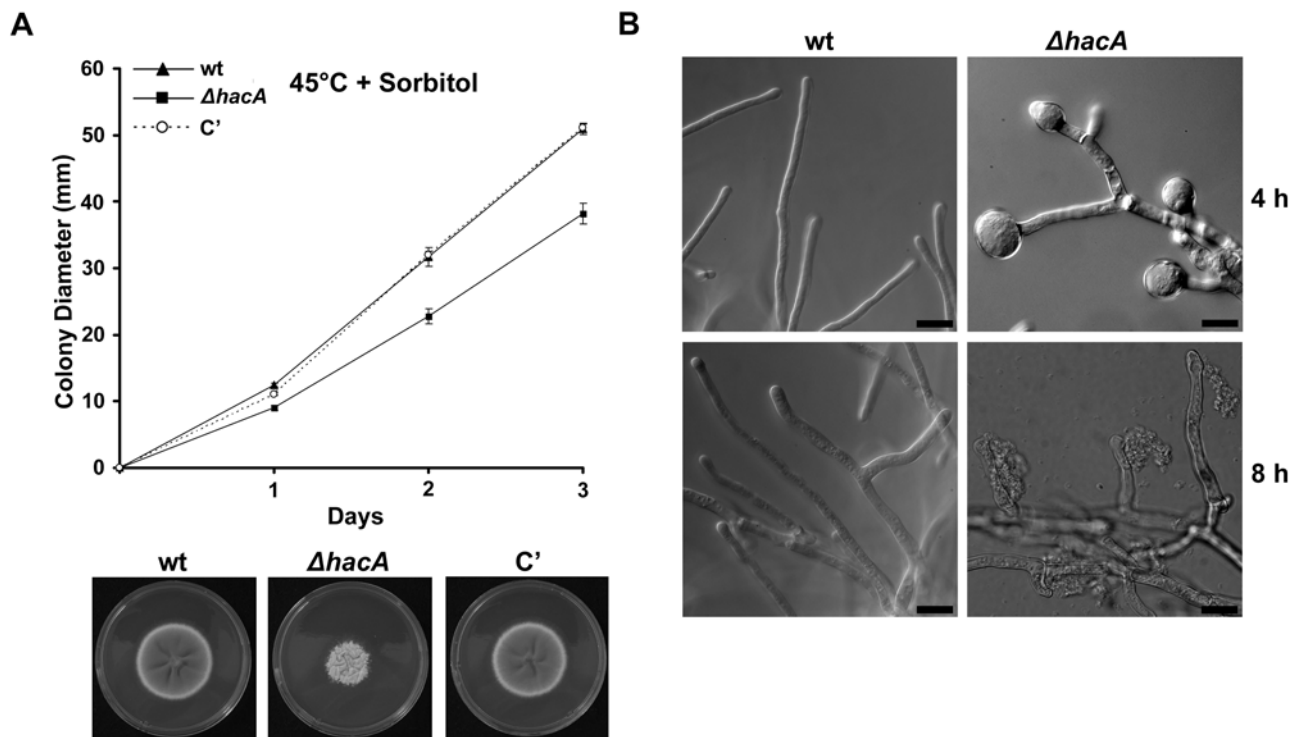 A
45°C + Sorbitol
wt
ΔhacA
C’
Colony Diameter (mm)
60
50
40
30
20
10
0
1
2
3
Days
wt
ΔhacA
C’
B
wt
ΔhacA
4 h
8 h